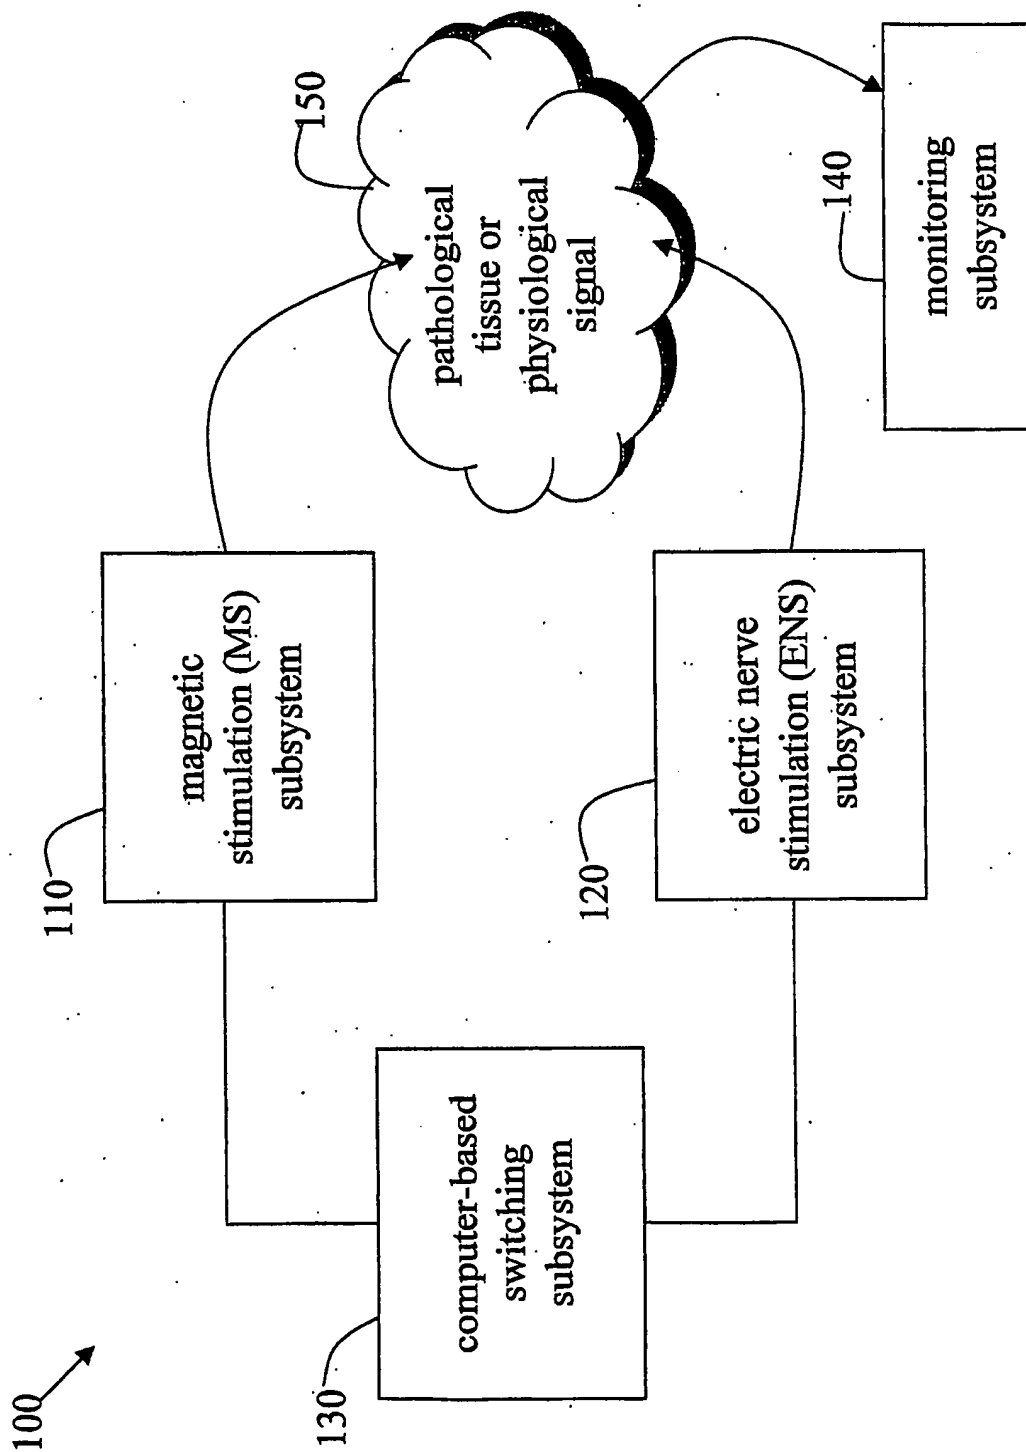 100
110
magnetic
stimulation (MS)
subsystem
150
pathological
tissue or
physiological
signal
130
computer-based
switching
subsystem
120
electric nerve
stimulation (ENS)
subsystem
140
monitoring
subsystem